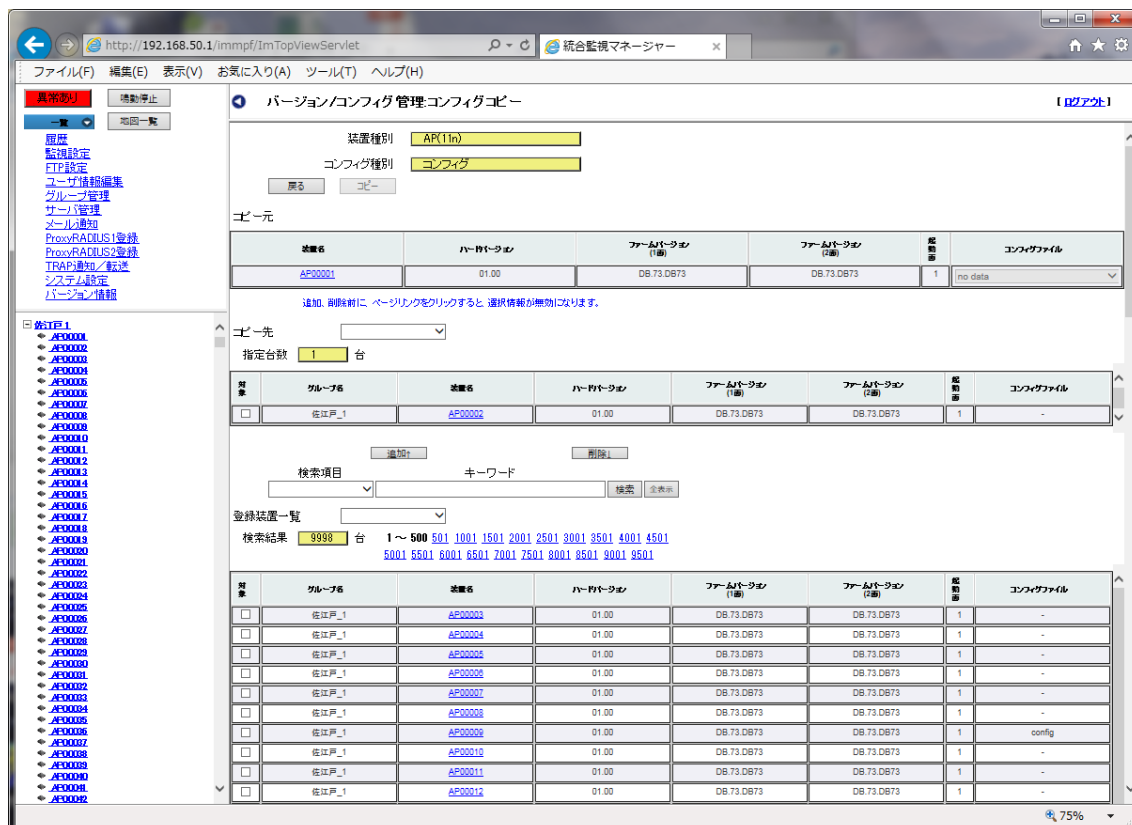 http://192.168.50.1/immpf/ImTopViewServlet
統合監視マネージャー
ファイル(F) 編集(E) 表示(V) お気に入り(A) ツール(T) ヘルプ(H)
異常あり 鳴動停止
一覧 地図一覧
履歴
監視設定
FTP設定
ユーザ情報編集
グループ管理
サーバ管理
メール通知
ProxyRADIUS1登録
ProxyRADIUS2登録
TRAP通知/転送
システム設定
バージョン情報
佐江戸_1
AP00001
AP00002
AP00003
AP00004
AP00005
AP00006
AP00007
AP00008
AP00009
AP00010
AP00011
AP00012
AP00013
AP00014
AP00015
AP00016
AP00017
AP00018
AP00019
AP00020
AP00021
AP00022
AP00023
AP00024
AP00025
AP00026
AP00027
AP00028
AP00029
AP00030
AP00031
AP00032
AP00033
AP00034
AP00035
AP00036
AP00037
AP00038
AP00039
AP00040
AP00041
AP00042
バージョン/コンフィグ管理:コンフィグコピー
[ログアウト]
装置種別 AP(11n)
コンフィグ種別 コンフィグ
戻る コピー
コピー元
装置名 ハードバージョン ファームバージョン(1面) ファームバージョン(2面) 起動面 コンフィグファイル
AP00001 01.00 DB.73.DB73 DB.73.DB73 1 no data
追加、削除前に、ページリンクをクリックすると、選択情報が無効になります。
コピー先
指定台数 1 台
対象 グループ名 装置名 ハードバージョン ファームバージョン(1面) ファームバージョン(2面) 起動面 コンフィグファイル
佐江戸_1 AP00002 01.00 DB.73.DB73 DB.73.DB73 1 -
追加↑ 削除↓
検索項目 キーワード
検索 全表示
登録装置一覧
検索結果 9998 台 1～500 501 1001 1501 2001 2501 3001 3501 4001 4501
5001 5501 6001 6501 7001 7501 8001 8501 9001 9501
対象 グループ名 装置名 ハードバージョン ファームバージョン(1面) ファームバージョン(2面) 起動面 コンフィグファイル
佐江戸_1 AP00003 01.00 DB.73.DB73 DB.73.DB73 1 -
佐江戸_1 AP00004 01.00 DB.73.DB73 DB.73.DB73 1 -
佐江戸_1 AP00005 01.00 DB.73.DB73 DB.73.DB73 1 -
佐江戸_1 AP00006 01.00 DB.73.DB73 DB.73.DB73 1 -
佐江戸_1 AP00007 01.00 DB.73.DB73 DB.73.DB73 1 -
佐江戸_1 AP00008 01.00 DB.73.DB73 DB.73.DB73 1 -
佐江戸_1 AP00009 01.00 DB.73.DB73 DB.73.DB73 1 config
佐江戸_1 AP00010 01.00 DB.73.DB73 DB.73.DB73 1 -
佐江戸_1 AP00011 01.00 DB.73.DB73 DB.73.DB73 1 -
佐江戸_1 AP00012 01.00 DB.73.DB73 DB.73.DB73 1 -
75%